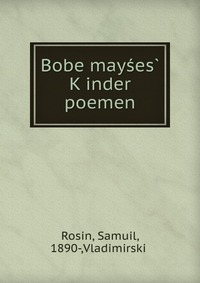 Bobe mayśes`
K inder
poemen
Rosin, Samuil,
1890-,Vladimirski